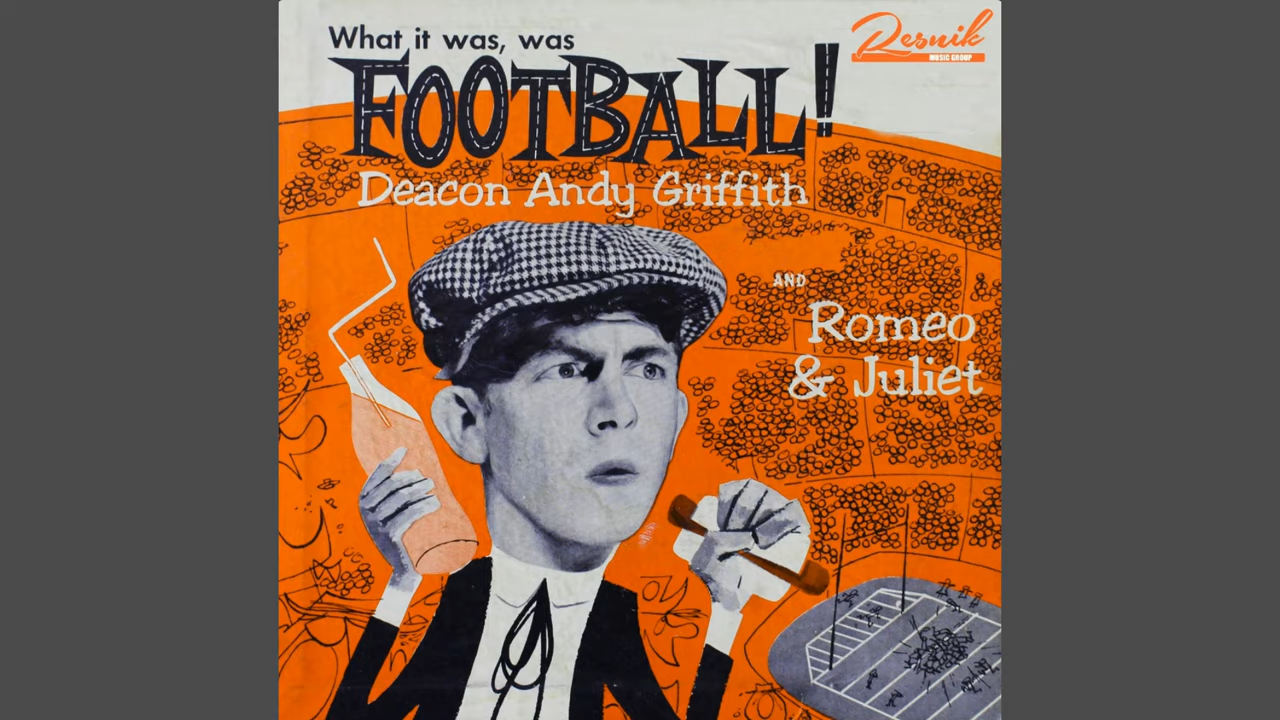 What it was, was
FOOTBALL!
Deacon Andy Griffith
AND
Romeo
& Juliet
Resnik
MUSIC GROUP